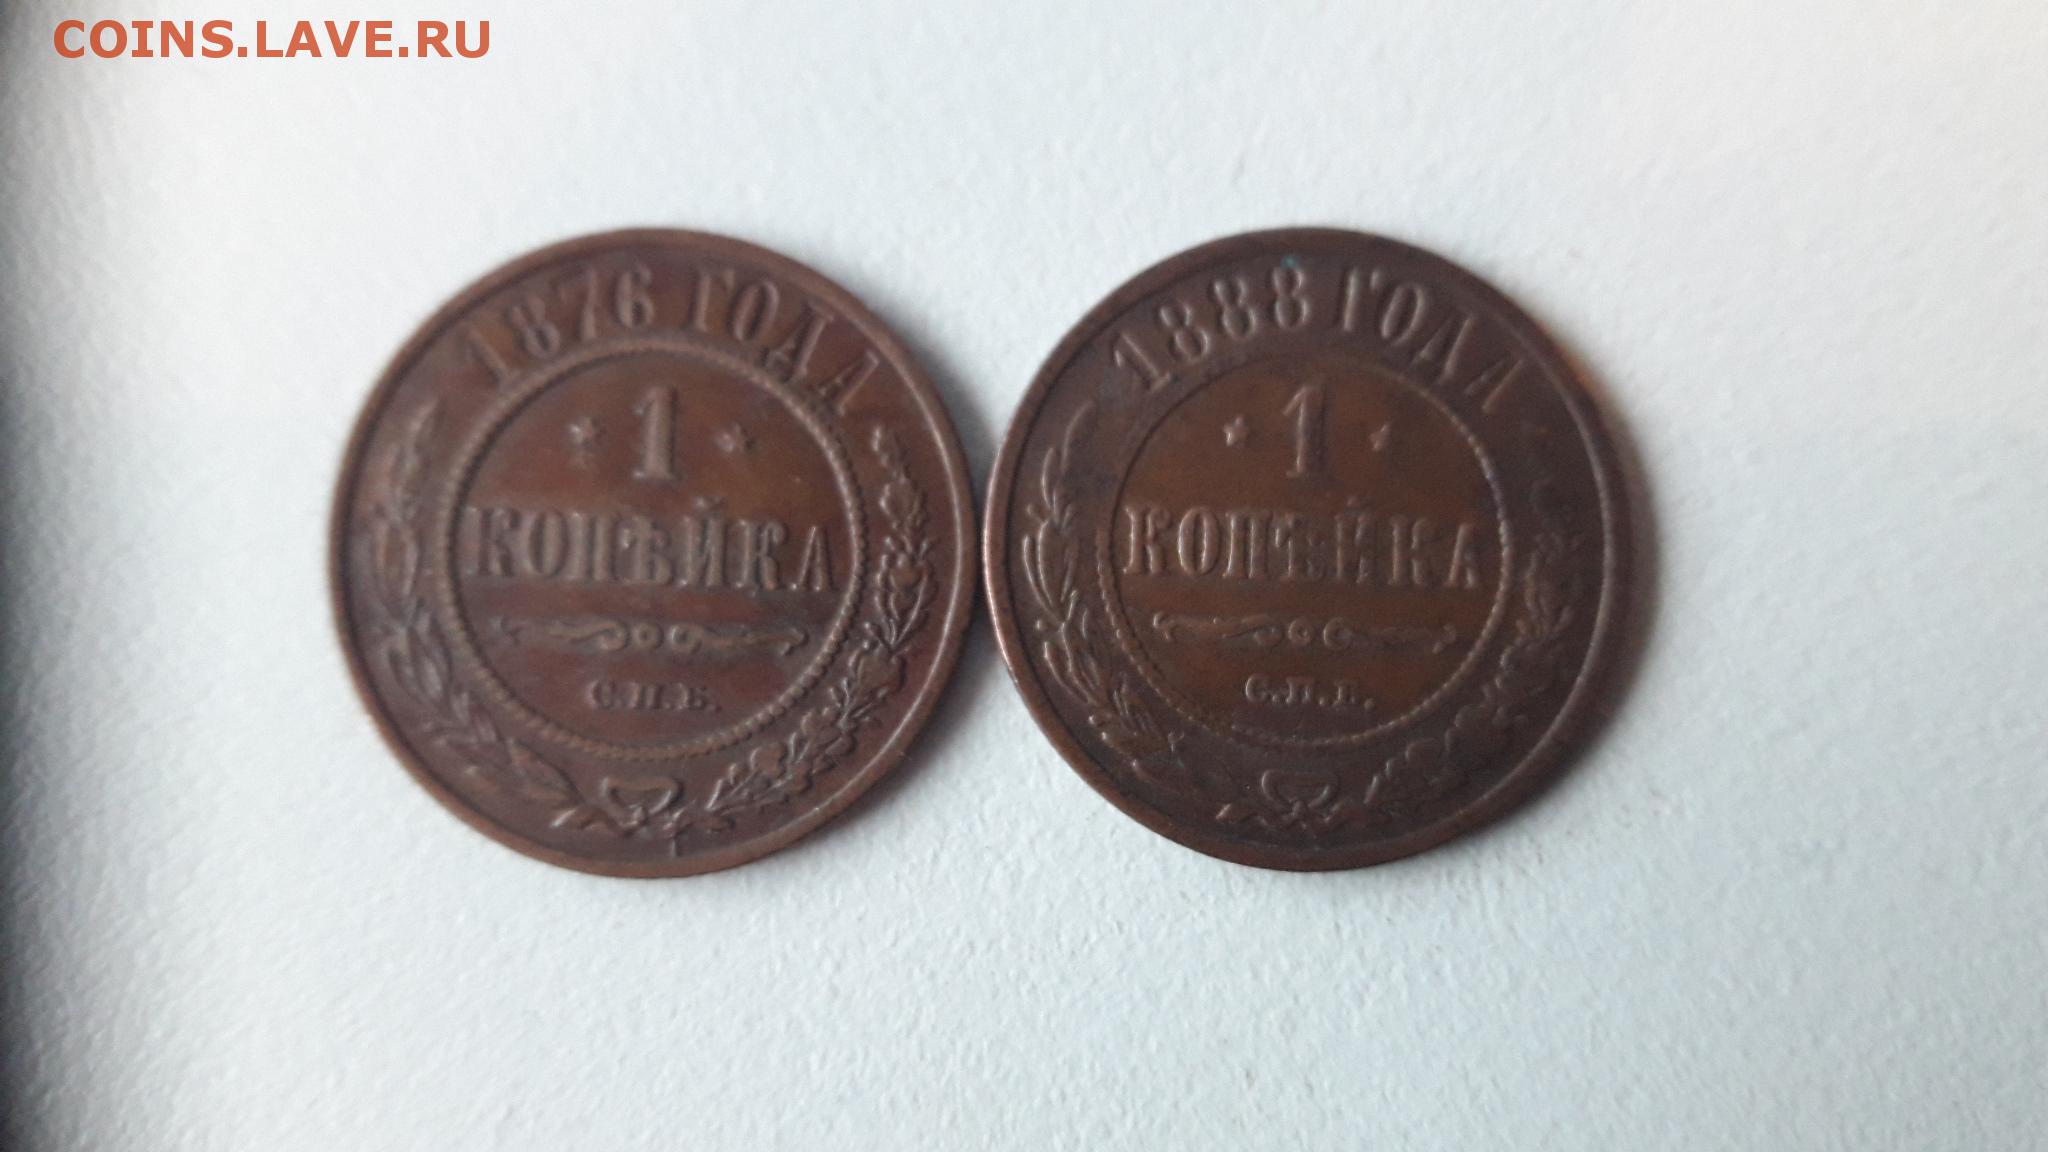 COINS.LAVE.RU
1876 ГОДА
1
КОПѢЙКА
С.П.Б.
1888 ГОДА
1
КОПѢЙКА
С.П.Б.